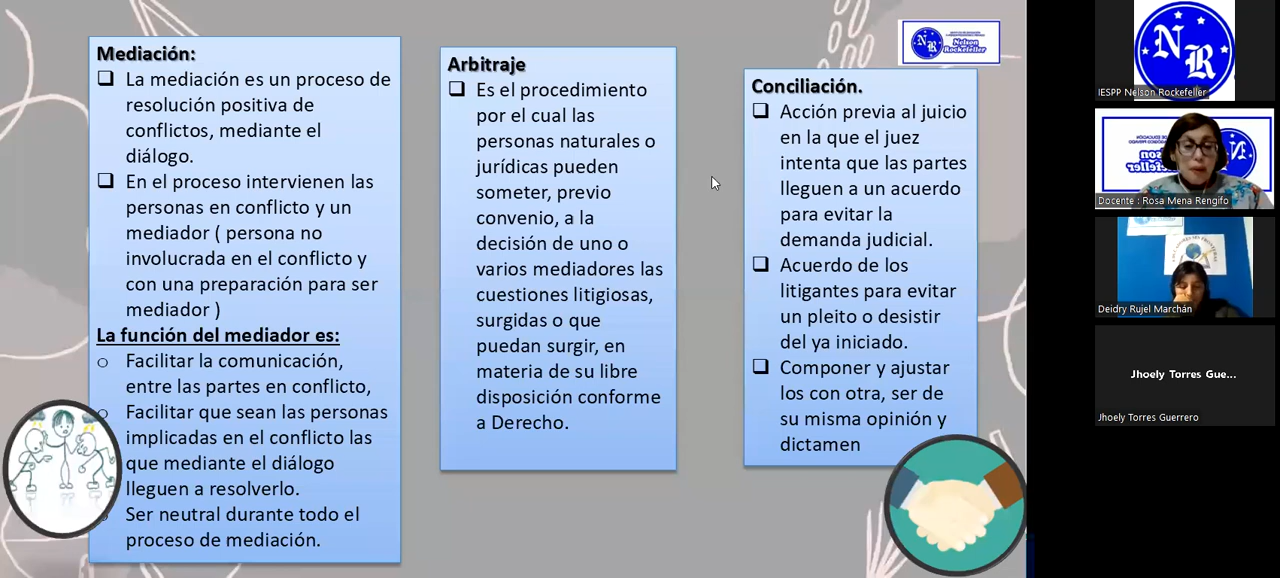 Mediación:
❑ La mediación es un proceso de
resolución positiva de
conflictos, mediante el
diálogo.
❑ En el proceso intervienen las
personas en conflicto y un
mediador ( persona no
involucrada en el conflicto y
con una preparación para ser
mediador )
La función del mediador es:
o Facilitar la comunicación,
entre las partes en conflicto,
o Facilitar que sean las personas
implicadas en el conflicto las
que mediante el diálogo
lleguen a resolverlo.
Ser neutral durante todo el
proceso de mediación.
Arbitraje
❑ Es el procedimiento
por el cual las
personas naturales o
jurídicas pueden
someter, previo
convenio, a la
decisión de uno o
varios mediadores las
cuestiones litigiosas,
surgidas o que
puedan surgir, en
materia de su libre
disposición conforme
a Derecho.
NR
Nelson
Rockefeller
Conciliación.
❑ Acción previa al juicio
en la que el juez
intenta que las partes
lleguen a un acuerdo
para evitar la
demanda judicial.
❑ Acuerdo de los
litigantes para evitar
un pleito o desistir
del ya iniciado.
❑ Componer y ajustar
los con otra, ser de
su misma opinión y
dictamen
NR
IESPP Nelson Rockefeller
Docente : Rosa Mena Rengifo
Deidry Rujel Marchán
Jhoely Torres Gue...
Jhoely Torres Guerrero